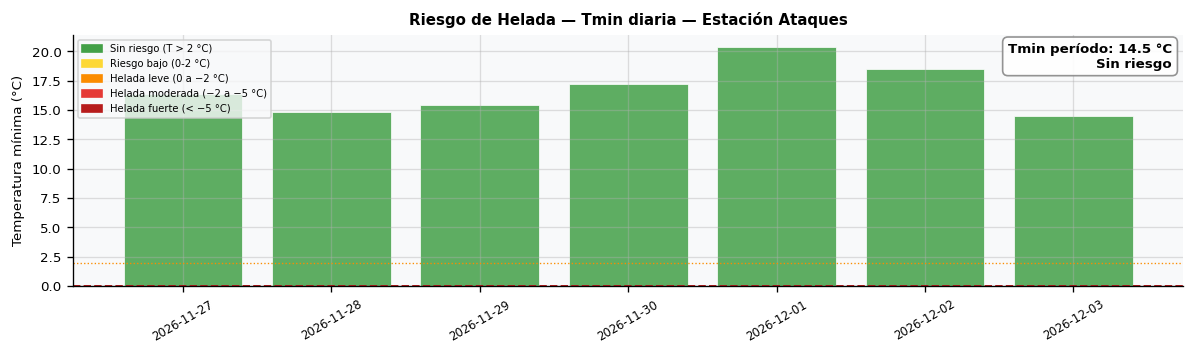 Riesgo de Helada — Tmin diaria — Estación Ataques
Temperatura mínima (°C)
20.0
17.5
15.0
12.5
10.0
7.5
5.0
2.5
0.0
Sin riesgo (T > 2 °C)
Riesgo bajo (0-2 °C)
Helada leve (0 a −2 °C)
Helada moderada (−2 a −5 °C)
Helada fuerte (< −5 °C)
Tmin período: 14.5 °C
Sin riesgo
2026-11-27
2026-11-28
2026-11-29
2026-11-30
2026-12-01
2026-12-02
2026-12-03